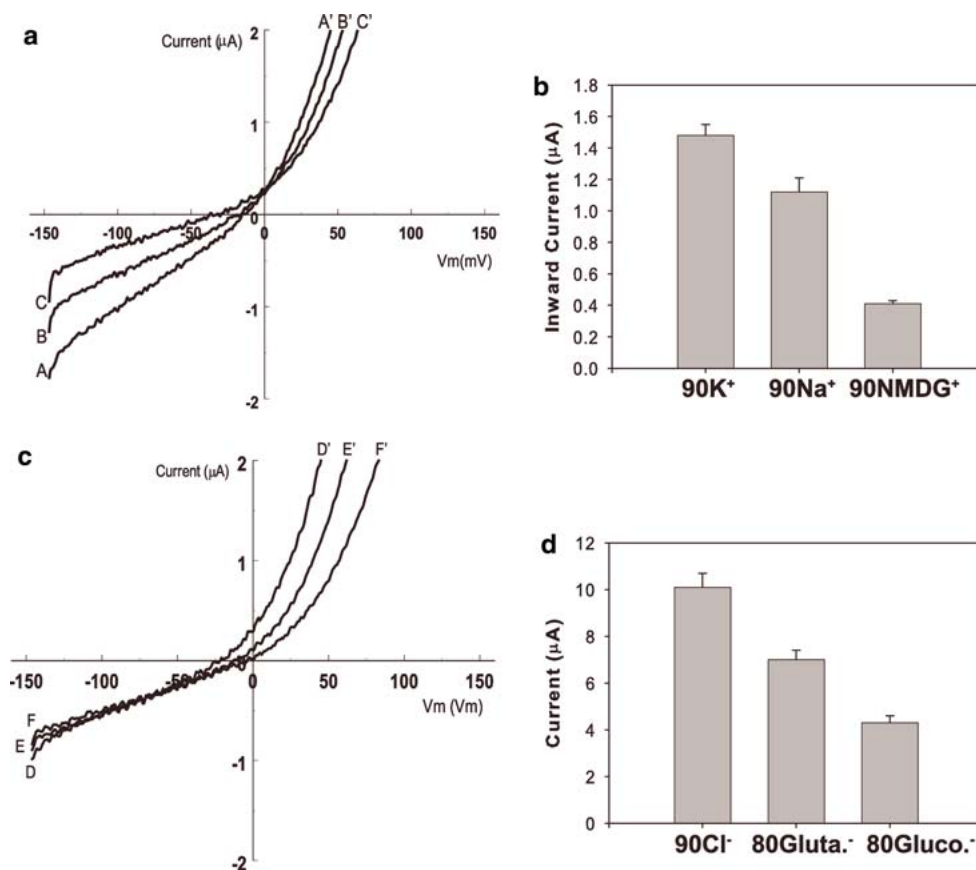 a
Current (μA)
A' B' C'
2
1
0
-150 -100 -50 0 50 100 150
Vm(mV)
C
B
A
-1
-2
b
Inward Current (μA)
1.8
1.6
1.4
1.2
1.0
0.8
0.6
0.4
0.2
0.0
90K⁺ 90Na⁺ 90NMDG⁺
c
Current (μA)
D' E' F'
2
1
-150 -100 -50 0 50 100 150
Vm (Vm)
F
E
D
-1
-2
d
Current (μA)
12
10
8
6
4
2
0
90Cl⁻ 80Gluta.⁻ 80Gluco.⁻